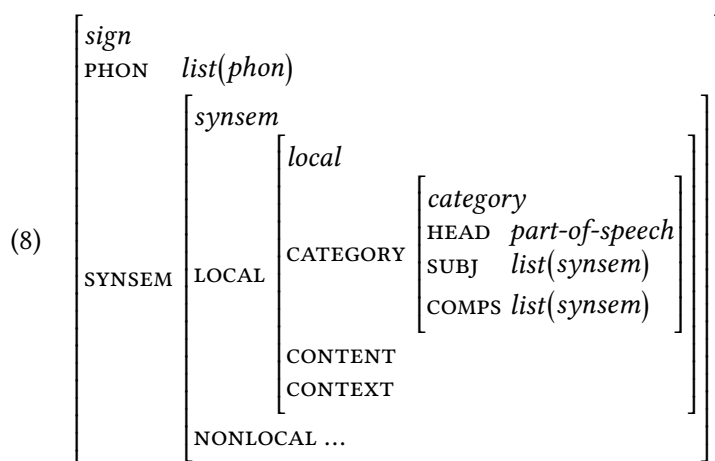 sign
PHON list(phon)
synsem
local
category
HEAD part-of-speech
(8) CATEGORY
SUBJ list(synsem)
SYNSEM LOCAL
COMPS list(synsem)
CONTENT
CONTEXT
NONLOCAL ...